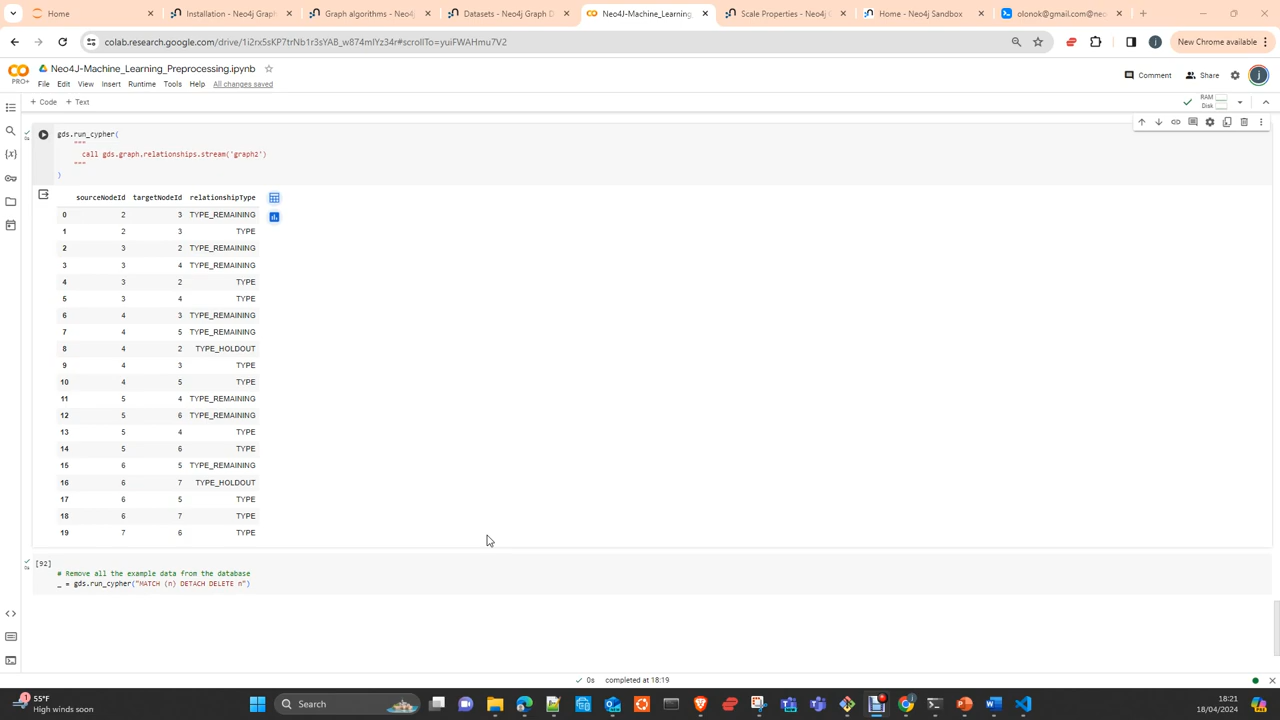 Home
Installation - Neo4j Grap
Graph algorithms - Neo4j
Datasets - Neo4j Graph D
Neo4J-Machine_Learning_
Scale Properties - Neo4j G
Home - Neo4j Sandbox
olonok@gmail.com@neo
colab.research.google.com/drive/1i2rx5sKP7trNb1r3sYAB_w874mIYz34r#scrollTo=yuiFWAHmu7V2
New Chrome available
CO
PRO+
Neo4J-Machine_Learning_Preprocessing.ipynb
File Edit View Insert Runtime Tools Help All changes saved
Comment
Share
j
+ Code + Text
RAM
Disk
gds.run_cypher(
"""
call gds.graph.relationships.stream('graph2')
"""
)
sourceNodeId targetNodeId relationshipType
0 2 3 TYPE_REMAINING
1 2 3 TYPE
2 3 2 TYPE_REMAINING
3 3 4 TYPE_REMAINING
4 3 2 TYPE
5 3 4 TYPE
6 4 3 TYPE_REMAINING
7 4 5 TYPE_REMAINING
8 4 2 TYPE_HOLDOUT
9 4 3 TYPE
10 4 5 TYPE
11 5 4 TYPE_REMAINING
12 5 6 TYPE_REMAINING
13 5 4 TYPE
14 5 6 TYPE
15 6 5 TYPE_REMAINING
16 6 7 TYPE_HOLDOUT
17 6 5 TYPE
18 6 7 TYPE
19 7 6 TYPE
[92]
# Remove all the example data from the database
_ = gds.run_cypher("MATCH (n) DETACH DELETE n")
0s completed at 18:19
55°F
High winds soon
Search
18:21
18/04/2024